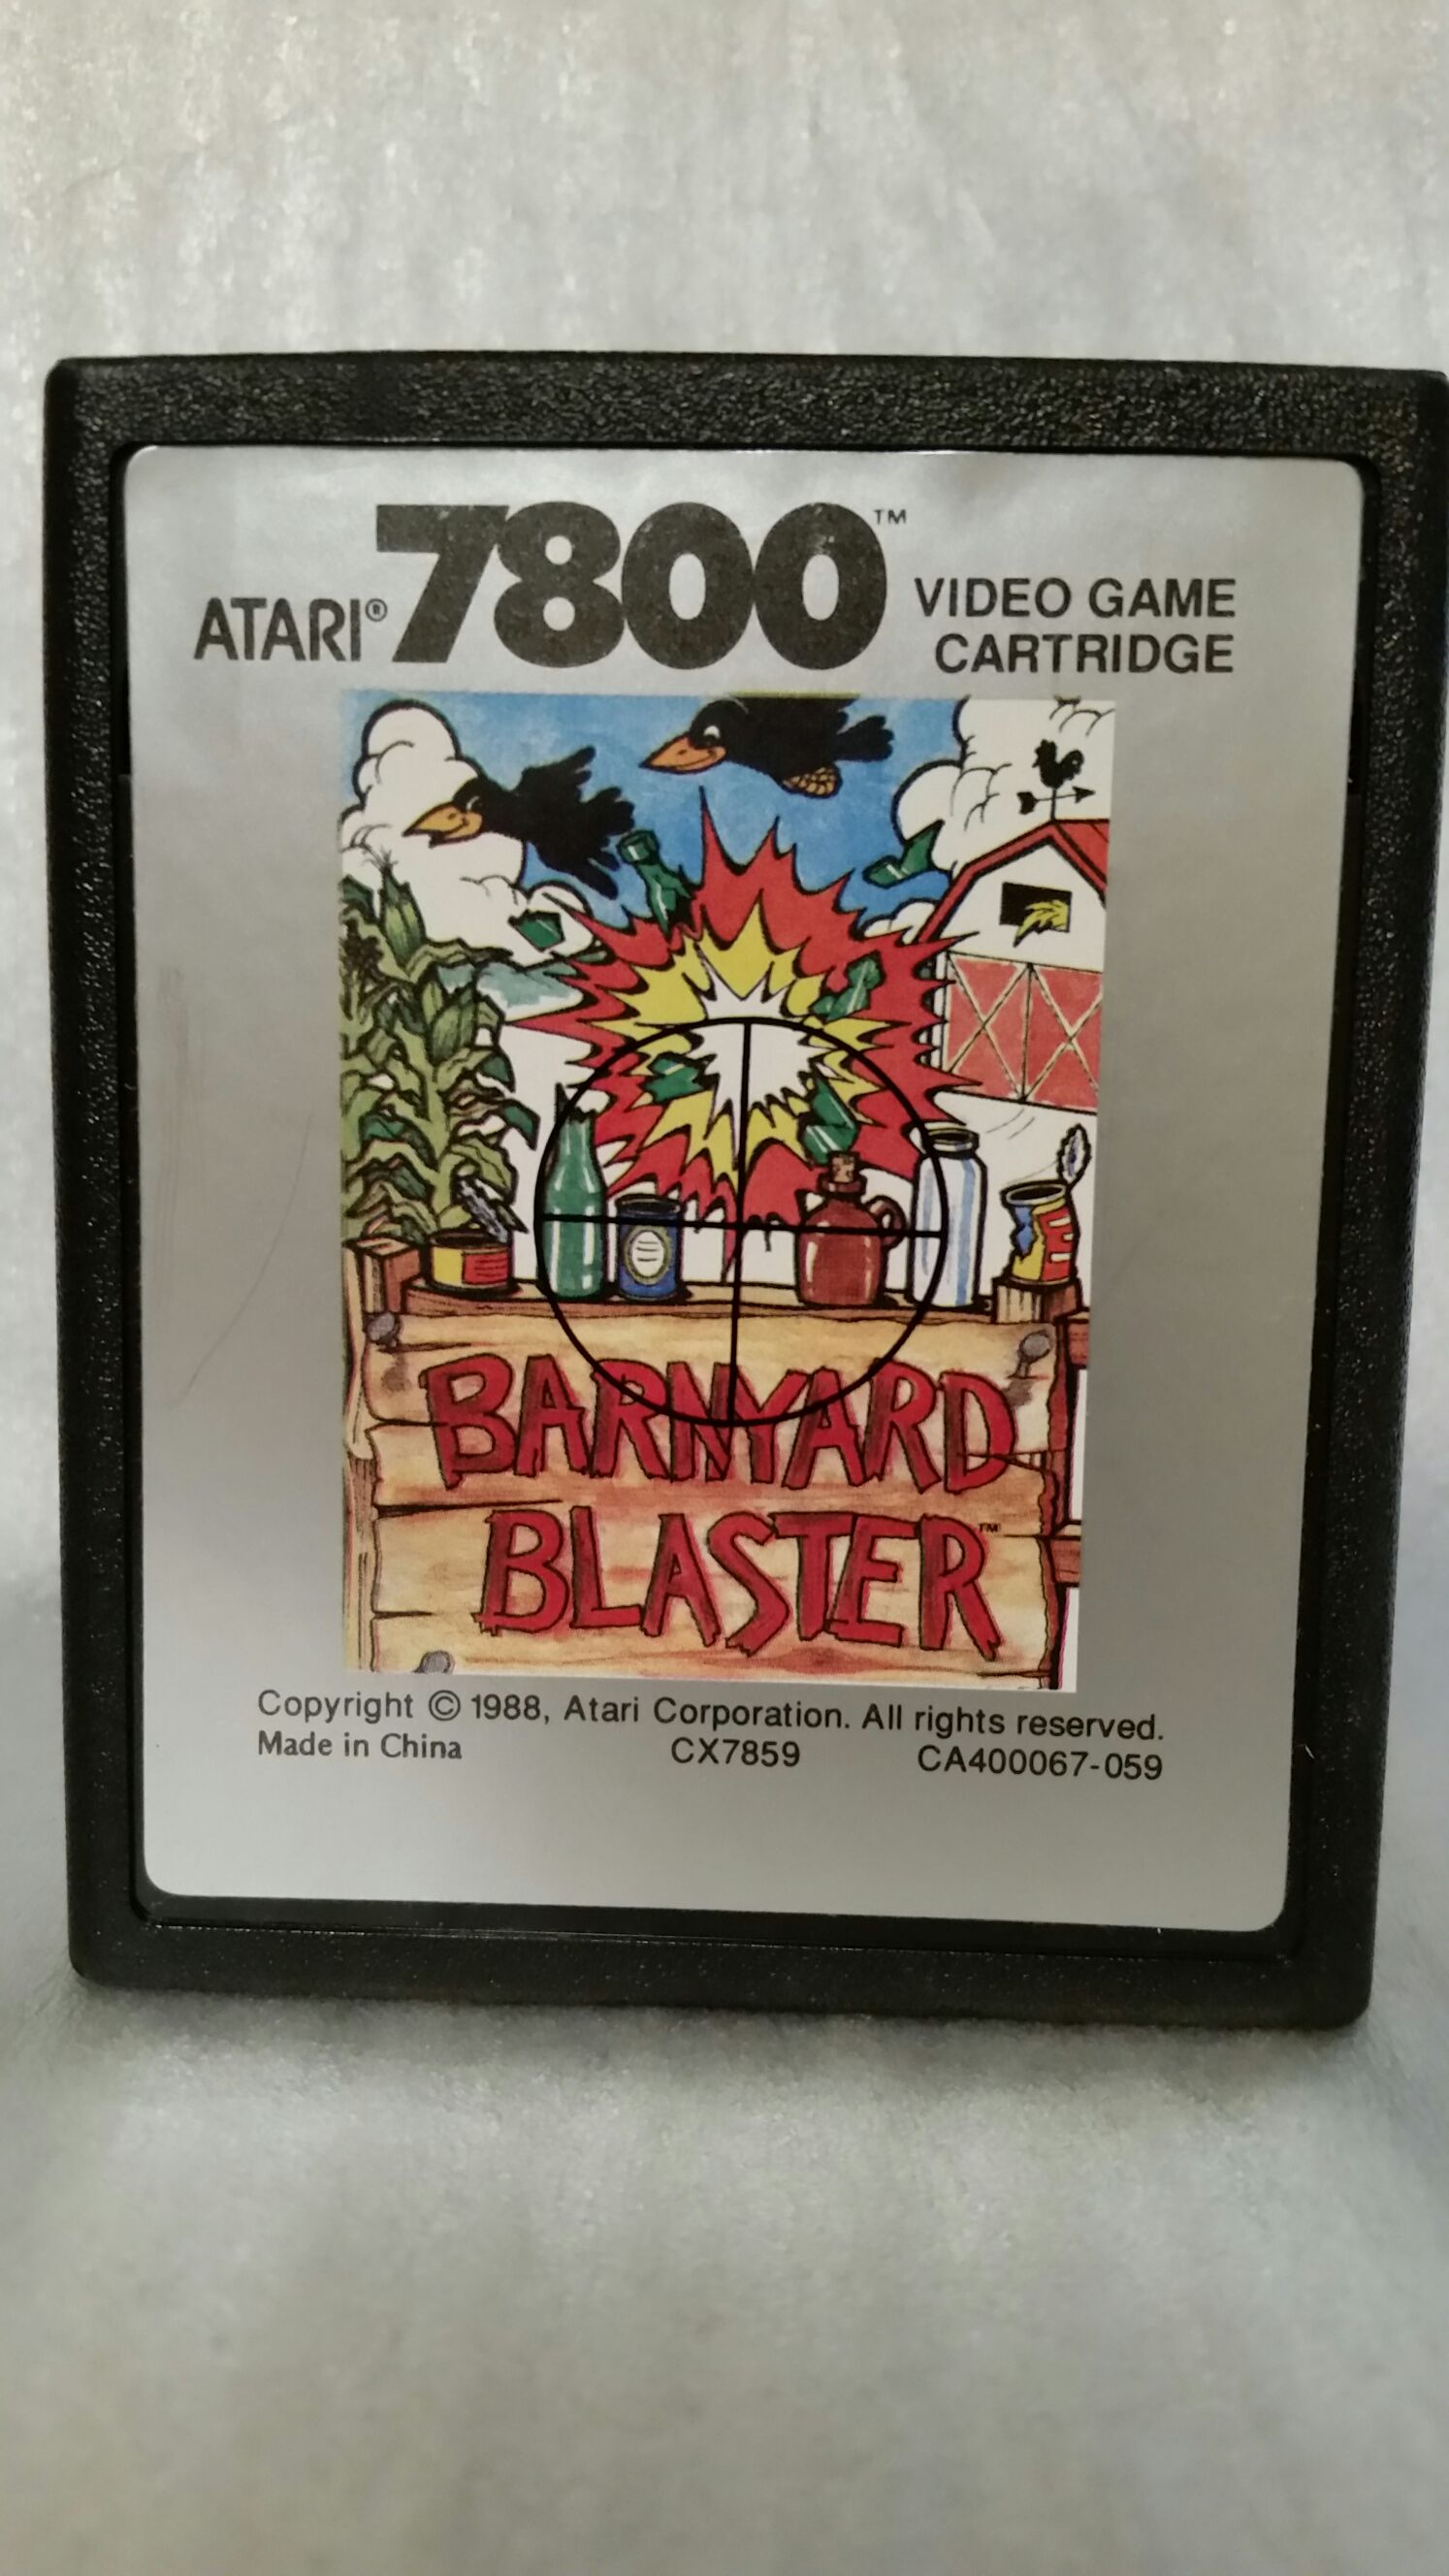 ATARI® 7800™ VIDEO GAME
CARTRIDGE
BARNYARD
BLASTER™
Copyright © 1988, Atari Corporation. All rights reserved.
Made in China CX7859 CA400067-059